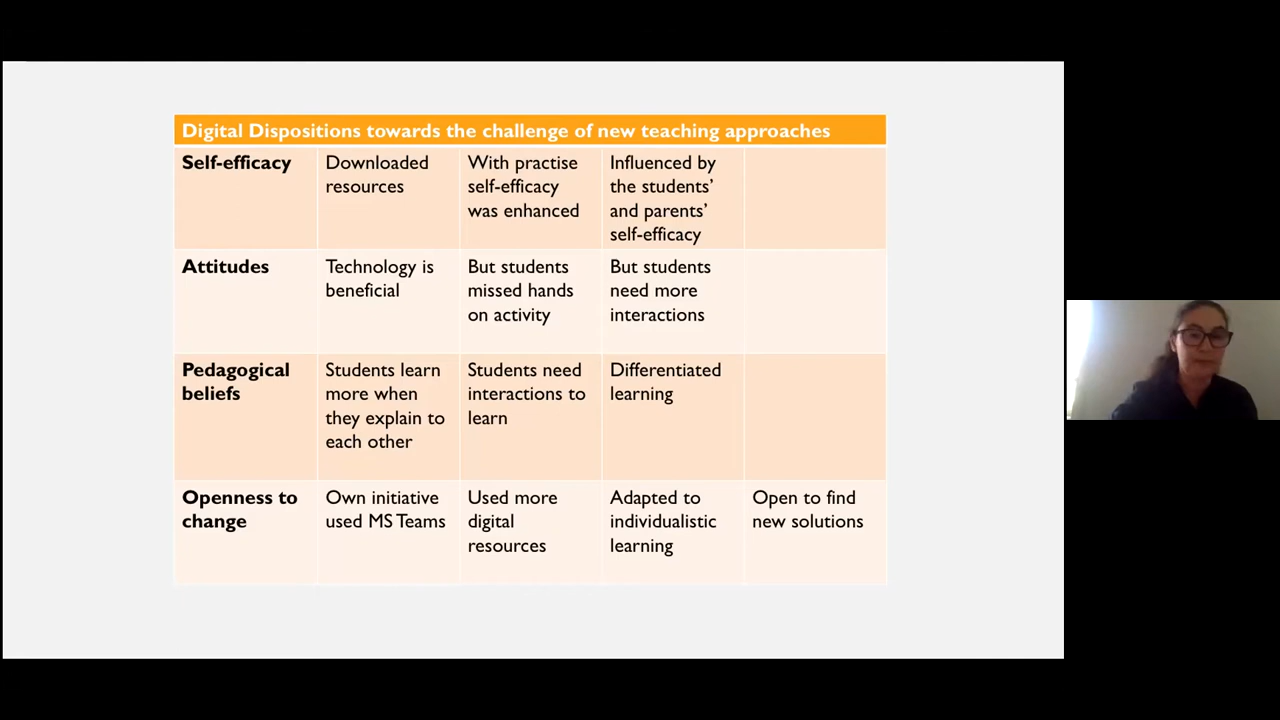 Digital Dispositions towards the challenge of new teaching approaches
Self-efficacy
Downloaded
resources
With practise
self-efficacy
was enhanced
Influenced by
the students'
and parents'
self-efficacy
Attitudes
Technology is
beneficial
But students
missed hands
on activity
But students
need more
interactions
Pedagogical
beliefs
Students learn
more when
they explain to
each other
Students need
interactions to
learn
Differentiated
learning
Openness to
change
Own initiative
used MS Teams
Used more
digital
resources
Adapted to
individualistic
learning
Open to find
new solutions